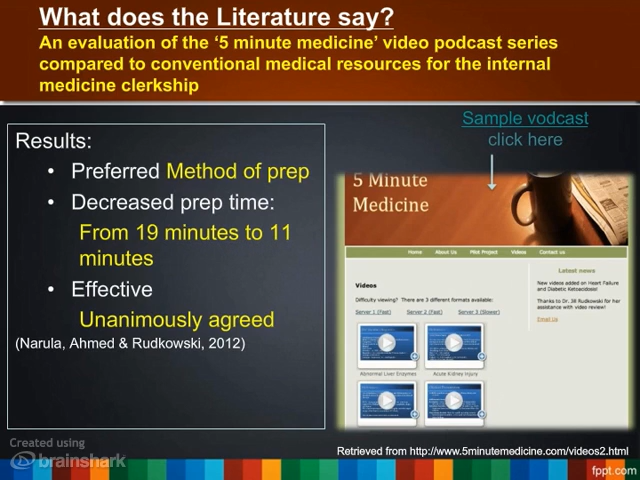 What does the Literature say?
An evaluation of the ‘5 minute medicine’ video podcast series
compared to conventional medical resources for the internal
medicine clerkship
Results:
• Preferred Method of prep
• Decreased prep time:
From 19 minutes to 11
minutes
• Effective
Unanimously agreed
(Narula, Ahmed & Rudkowski, 2012)
Sample vodcast
click here
5 Minute
Medicine
Home About Us Pilot Project Videos Contact us
Videos
Difficulty viewing? There are 3 different formats available:
Server 1 (Fast) Server 2 (Fast) Server 3 (Slower)
Abnormal Liver Enzymes Acute Kidney Injury
Latest news
New videos added on Heart Failure
and Diabetic Ketoacidosis!
Thanks to Dr. Jill Rudkowski for her
assistance with video review!
Email Us
Retrieved from http://www.5minutemedicine.com/videos2.html
Created using
brainshark
fppt.com